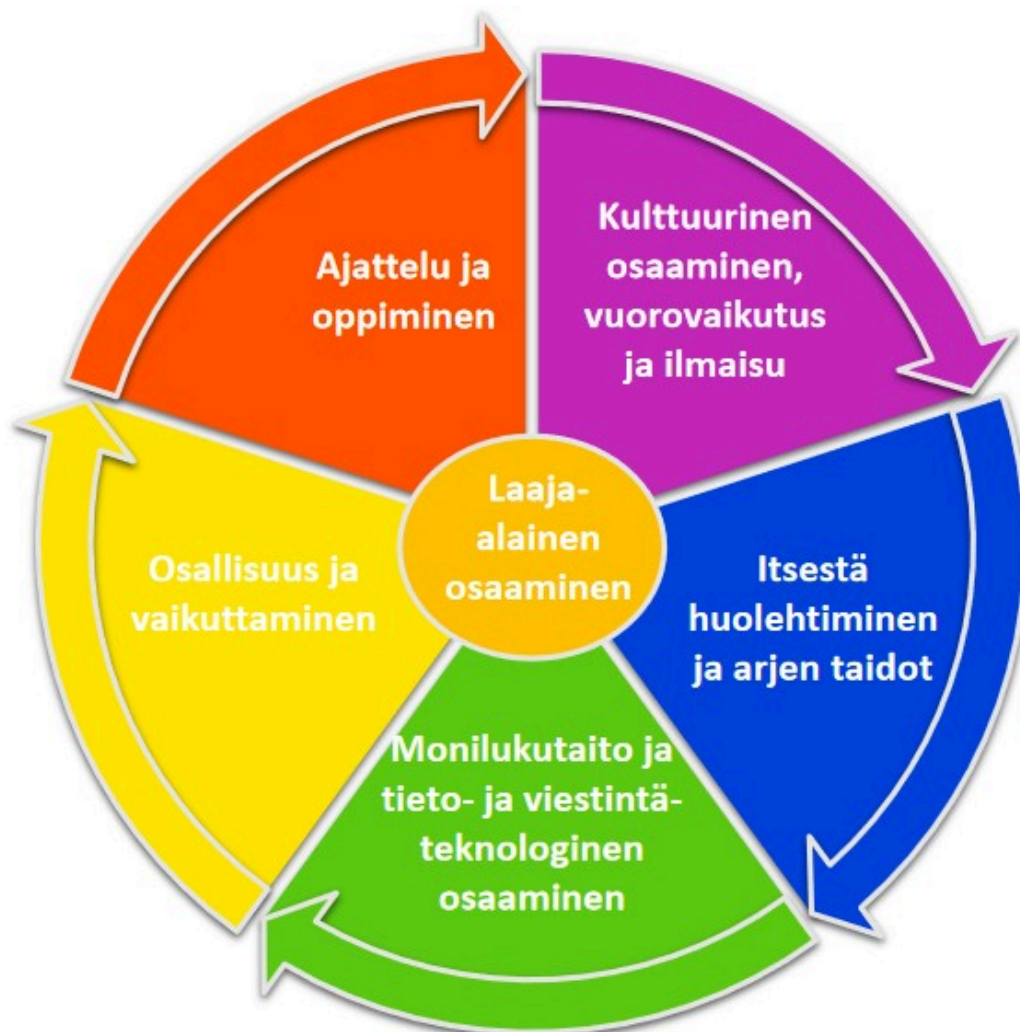 Ajattelu ja
oppiminen
Kulttuurinen
osaaminen,
vuorovaikutus
ja ilmaisu
Laaja-
alainen
osaaminen
Osallisuus ja
vaikuttaminen
Itsestä
huolehtiminen
ja arjen taidot
Monilukutaito ja
tieto- ja viestintä-
teknologinen
osaaminen